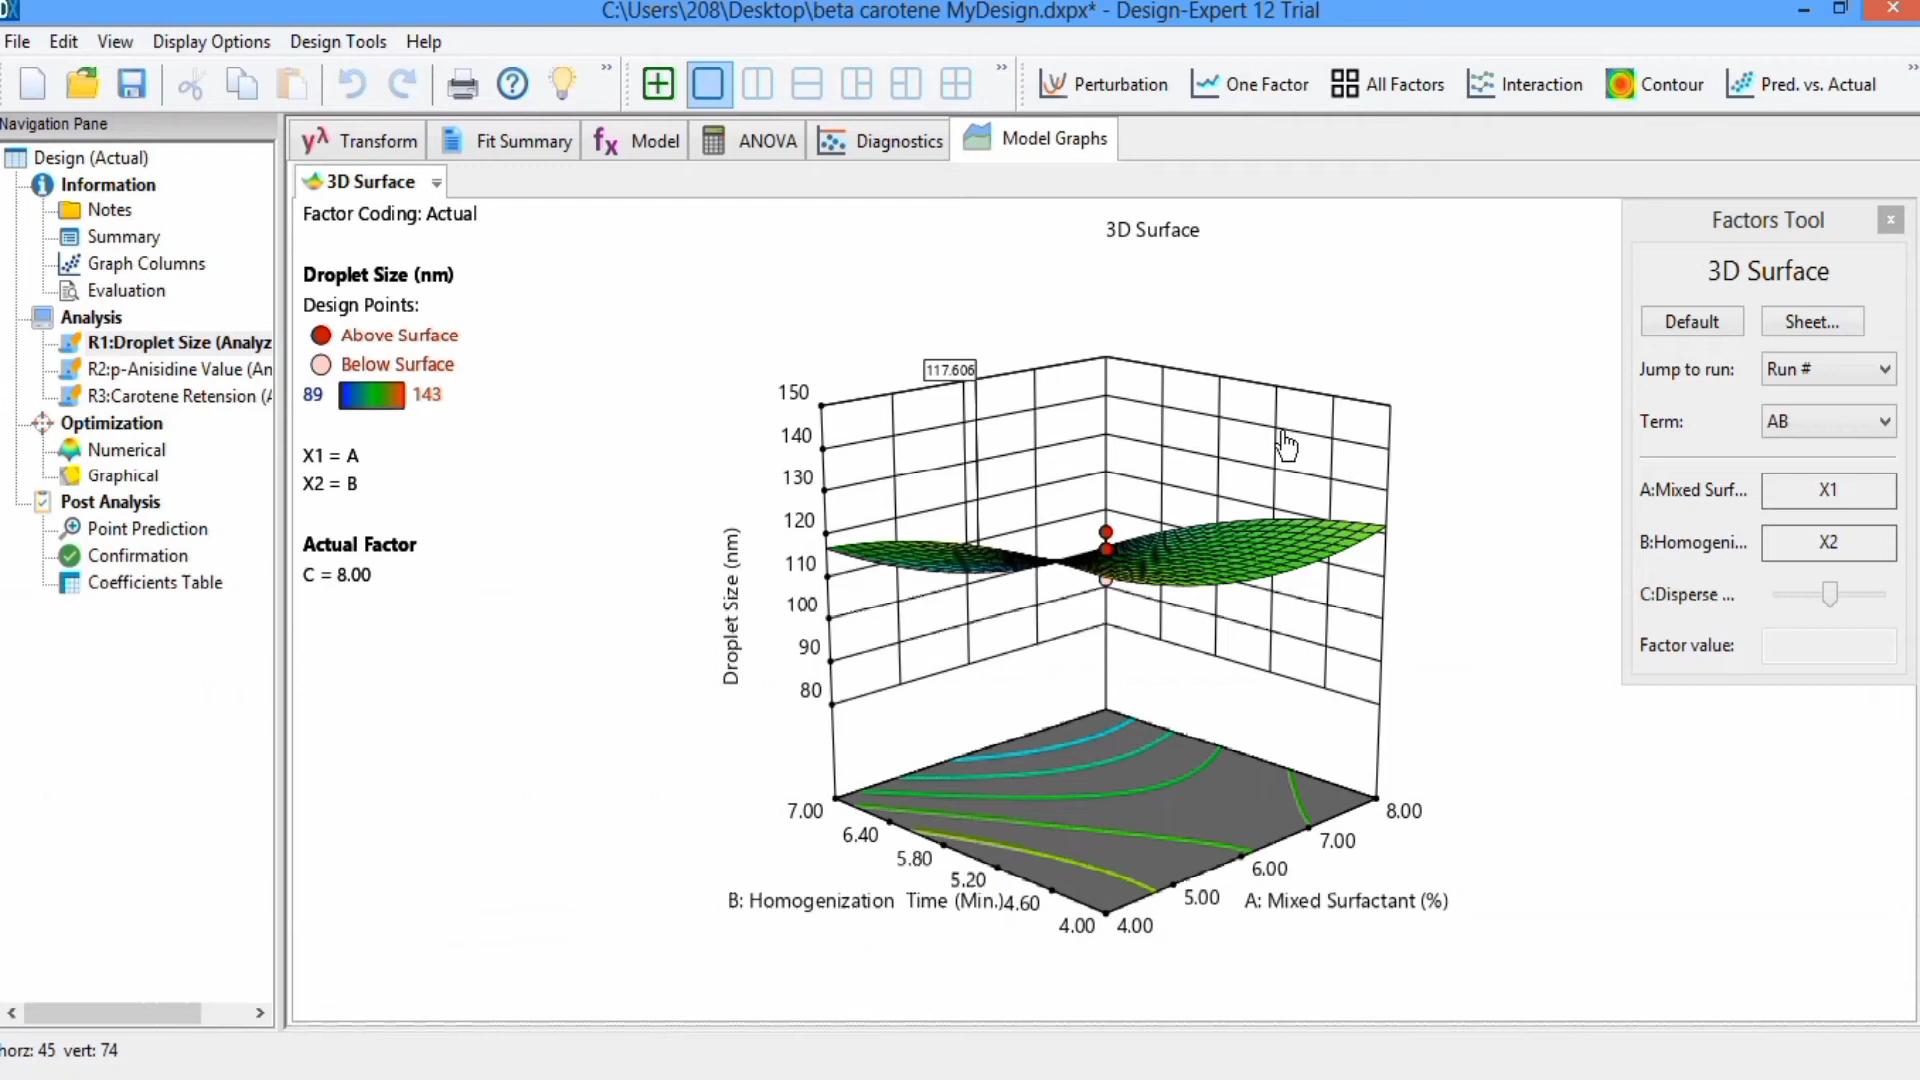 C:\Users\208\Desktop\beta carotene MyDesign.dxpx* - Design-Expert 12 Trial
File Edit View Display Options Design Tools Help
Perturbation One Factor All Factors Interaction Contour Pred. vs. Actual
Navigation Pane
Design (Actual)
Information
Notes
Summary
Graph Columns
Evaluation
Analysis
R1:Droplet Size (Analyz
R2:p-Anisidine Value (An
R3:Carotene Retension (A
Optimization
Numerical
Graphical
Post Analysis
Point Prediction
Confirmation
Coefficients Table
Transform Fit Summary Model ANOVA Diagnostics Model Graphs
3D Surface
Factor Coding: Actual
Droplet Size (nm)
Design Points:
Above Surface
Below Surface
89 143
X1 = A
X2 = B
Actual Factor
C = 8.00
3D Surface
117.606
150
140
130
120
110
100
90
80
Droplet Size (nm)
7.00
6.40
5.80
5.20
4.60
4.00
B: Homogenization Time (Min.)
4.00
5.00
6.00
7.00
8.00
A: Mixed Surfactant (%)
Factors Tool
3D Surface
Default Sheet...
Jump to run: Run #
Term: AB
A:Mixed Surf... X1
B:Homogeni... X2
C:Disperse ...
Factor value:
horz: 45 vert: 74